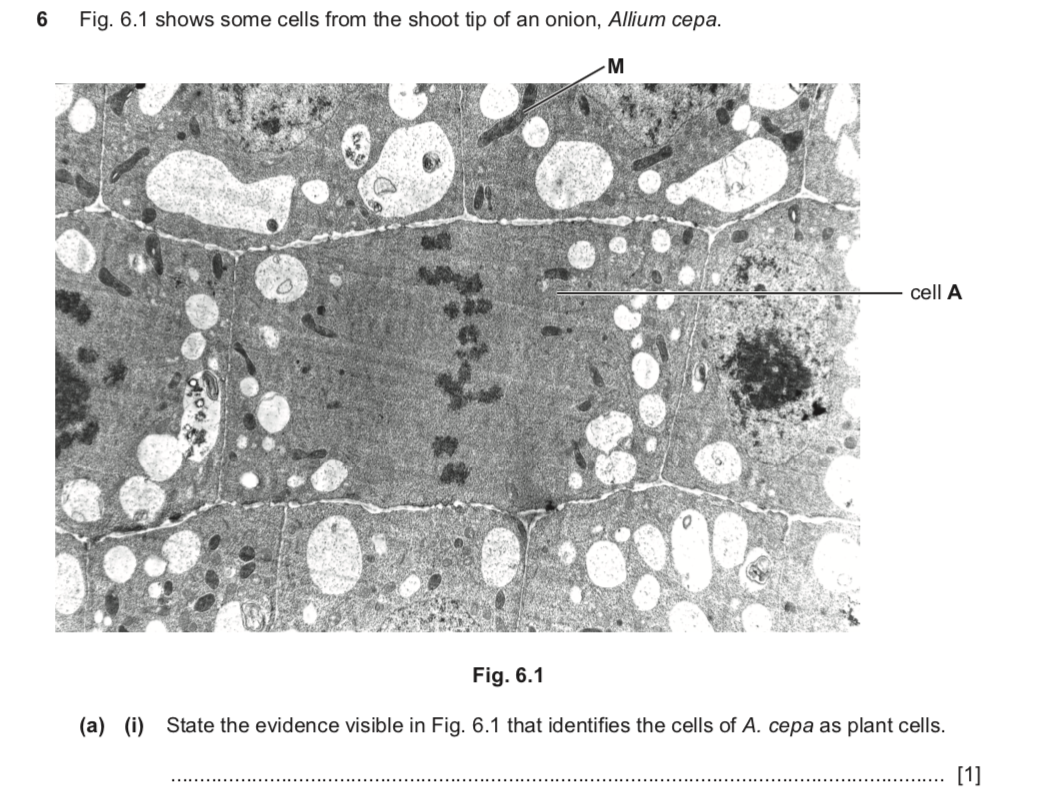 6 Fig. 6.1 shows some cells from the shoot tip of an onion, Allium cepa.
M
cell A
Fig. 6.1
(a) (i) State the evidence visible in Fig. 6.1 that identifies the cells of A. cepa as plant cells.
.......................................................................................................................... [1]